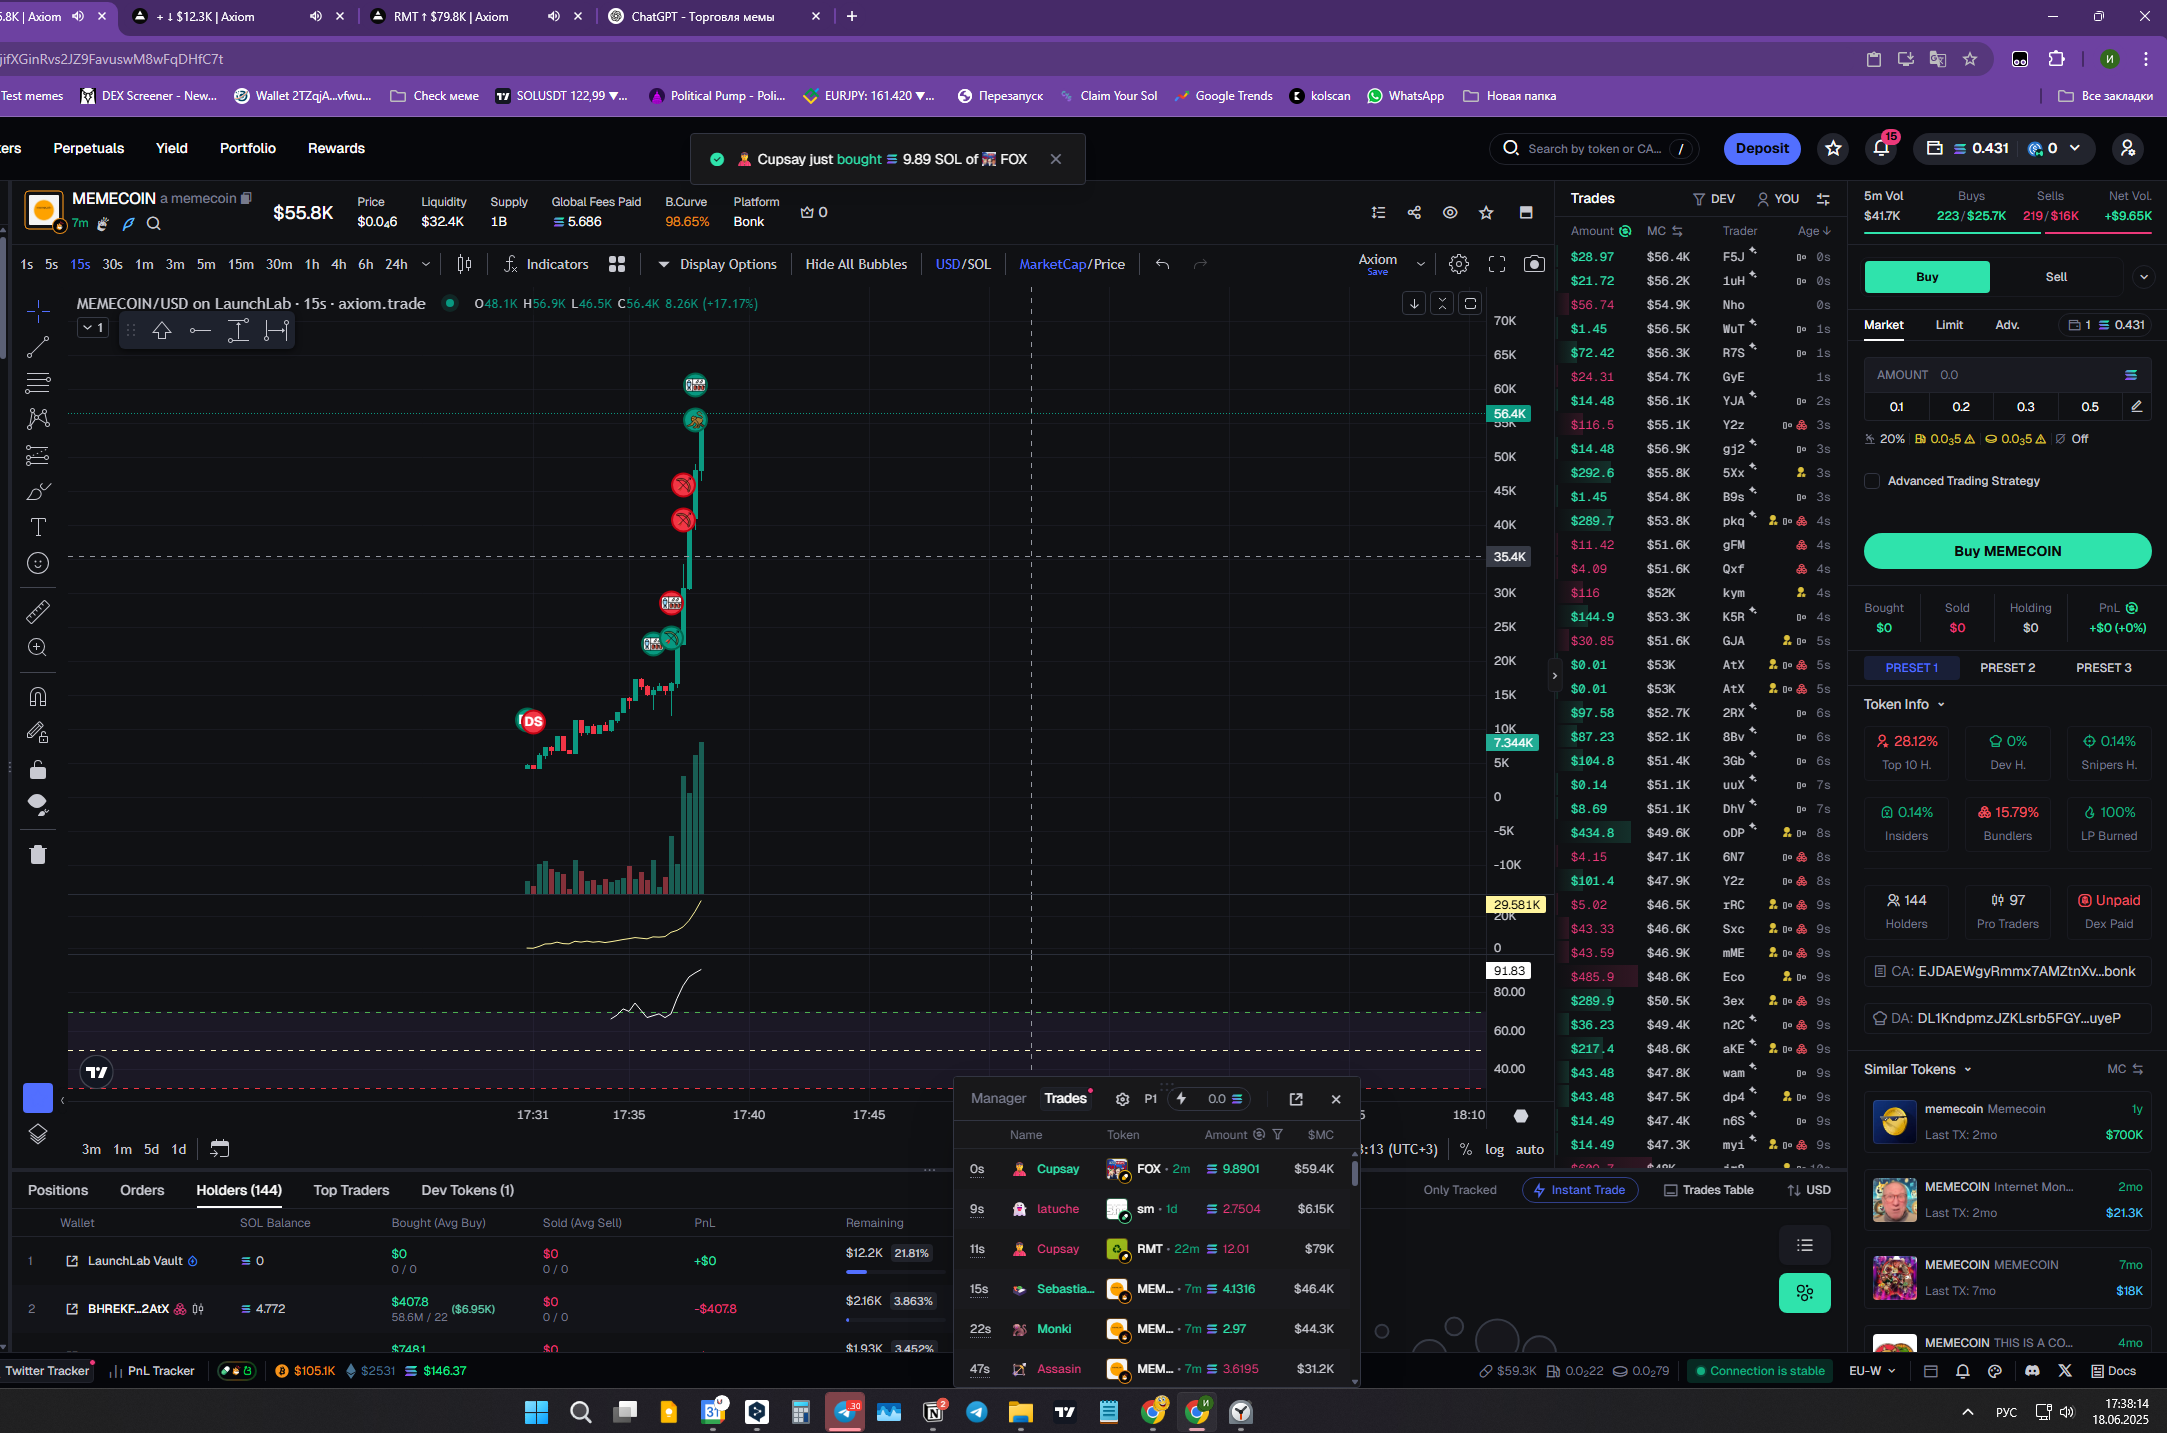 5.8K | Axiom
+ ↓ $12.3K | Axiom
RMT ↑ $79.8K | Axiom
ChatGPT - Торговля мемы
jifXGinRvs2JZ9FavuswM8wFqDHfC7t
Test memes
DEX Screener - New...
Wallet 2TZqjA...vfwu...
Check меме
SOLUSDT 122,99 ▼...
Political Pump - Poli...
EURJPY: 161.420 ▼...
Перезапуск
Claim Your Sol
Google Trends
kolscan
WhatsApp
Новая папка
Все закладки
ers
Perpetuals
Yield
Portfolio
Rewards
Cupsay just bought 9.89 SOL of FOX
Search by token or CA... /
Deposit
15
0.431
0
MEMECOIN a memecoin
7m
$55.8K
Price
$0.0₄6
Liquidity
$32.4K
Supply
1B
Global Fees Paid
5.686
B.Curve
98.65%
Platform
Bonk
0
1s 5s 15s 30s 1m 3m 5m 15m 30m 1h 4h 6h 24h
Indicators
Display Options
Hide All Bubbles
USD/SOL
MarketCap/Price
Axiom
Save
MEMECOIN/USD on LaunchLab · 15s · axiom.trade
O48.1K H56.9K L46.5K C56.4K 8.26K (+17.17%)
1
DS
70K
65K
60K
56.4K
55K
50K
45K
40K
35.4K
30K
25K
20K
15K
10K
7.344K
5K
0
-5K
-10K
29.581K
20K
0
91.83
80.00
60.00
40.00
17:31 17:35 17:40 17:45 18:10
3m 1m 5d 1d
3:13 (UTC+3) % log auto
Trades
DEV
YOU
Amount MC Trader Age
$28.97 $56.4K F5J 0s
$21.72 $56.2K 1uH 0s
$56.74 $54.9K Nho 0s
$1.45 $56.5K WuT 1s
$72.42 $56.3K R7S 1s
$24.31 $54.7K GyE 1s
$14.48 $56.1K YJA 2s
$116.5 $55.1K Y2z 3s
$14.48 $56.9K gj2 3s
$292.6 $55.8K 5Xx 3s
$1.45 $54.8K B9s 3s
$289.7 $53.8K pkq 4s
$11.42 $51.6K gFM 4s
$4.09 $51.6K Qxf 4s
$116 $52K kym 4s
$144.9 $53.3K K5R 4s
$30.85 $51.6K GJA 5s
$0.01 $53K AtX 5s
$0.01 $53K AtX 5s
$97.58 $52.7K 2RX 6s
$87.23 $52.1K 8Bv 6s
$104.8 $51.4K 3Gb 6s
$0.14 $51.1K uuX 7s
$8.69 $51.1K DhV 7s
$434.8 $49.6K oDP 8s
$4.15 $47.1K 6N7 8s
$101.4 $47.9K Y2z 8s
$5.02 $46.5K rRC 9s
$43.33 $46.6K Sxc 9s
$43.59 $46.9K mME 9s
$485.9 $48.6K Eco 9s
$289.9 $50.5K 3ex 9s
$36.23 $49.4K n2C 9s
$217.4 $48.6K aKE 9s
$43.48 $47.8K wam 9s
$43.48 $47.5K dp4 9s
$14.49 $47.4K n6S 9s
$14.49 $47.3K myi 9s
5m Vol Buys Sells Net Vol.
$41.7K 223 / $25.7K 219 / $16K +$9.65K
Buy
Sell
Market Limit Adv. 1 0.431
AMOUNT 0.0
0.1 0.2 0.3 0.5
20% 0.0₃5 0.0₃5 Off
Advanced Trading Strategy
Buy MEMECOIN
Bought Sold Holding PnL
$0 $0 $0 +$0 (+0%)
PRESET 1 PRESET 2 PRESET 3
Token Info
28.12% 0% 0.14%
Top 10 H. Dev H. Snipers H.
0.14% 15.79% 100%
Insiders Bundlers LP Burned
144 97 Unpaid
Holders Pro Traders Dex Paid
CA: EJDAEWgyRmmx7AMZtnXv...bonk
DA: DL1KndpmzJZKLsrb5FGY...uyeP
Similar Tokens MC
memecoin Memecoin 1y
Last TX: 2mo $700K
MEMECOIN Internet Mon... 2mo
Last TX: 2mo $21.3K
MEMECOIN MEMECOIN 7mo
Last TX: 7mo $18K
MEMECOIN THIS IS A CO... 4mo
Manager Trades P1 0.0
Name Token Amount $MC
0s Cupsay FOX · 2m 9.8901 $59.4K
9s latuche sm · 1d 2.7504 $6.15K
11s Cupsay RMT · 22m 12.01 $79K
15s Sebastia... MEM... · 7m 4.1316 $46.4K
22s Monki MEM... · 7m 2.97 $44.3K
47s Assasin MEM... · 7m 3.6195 $31.2K
Positions Orders Holders (144) Top Traders Dev Tokens (1)
Only Tracked Instant Trade Trades Table USD
Wallet SOL Balance Bought (Avg Buy) Sold (Avg Sell) PnL Remaining
1 LaunchLab Vault 0 $0 $0 +$0 $12.2K 21.81%
0 / 0 0 / 0
2 BHREKF...2AtX 4.772 $407.8 ($6.95K) $0 -$407.8 $2.16K 3.863%
58.6M / 22 0 / 0
$748.1 $0 $1.93K 3.452%
Twitter Tracker PnL Tracker $105.1K $2531 $146.37
$59.3K 0.0₂22 0.0₂79 Connection is stable EU-W Docs
РУС
17:38:14
18.06.2025